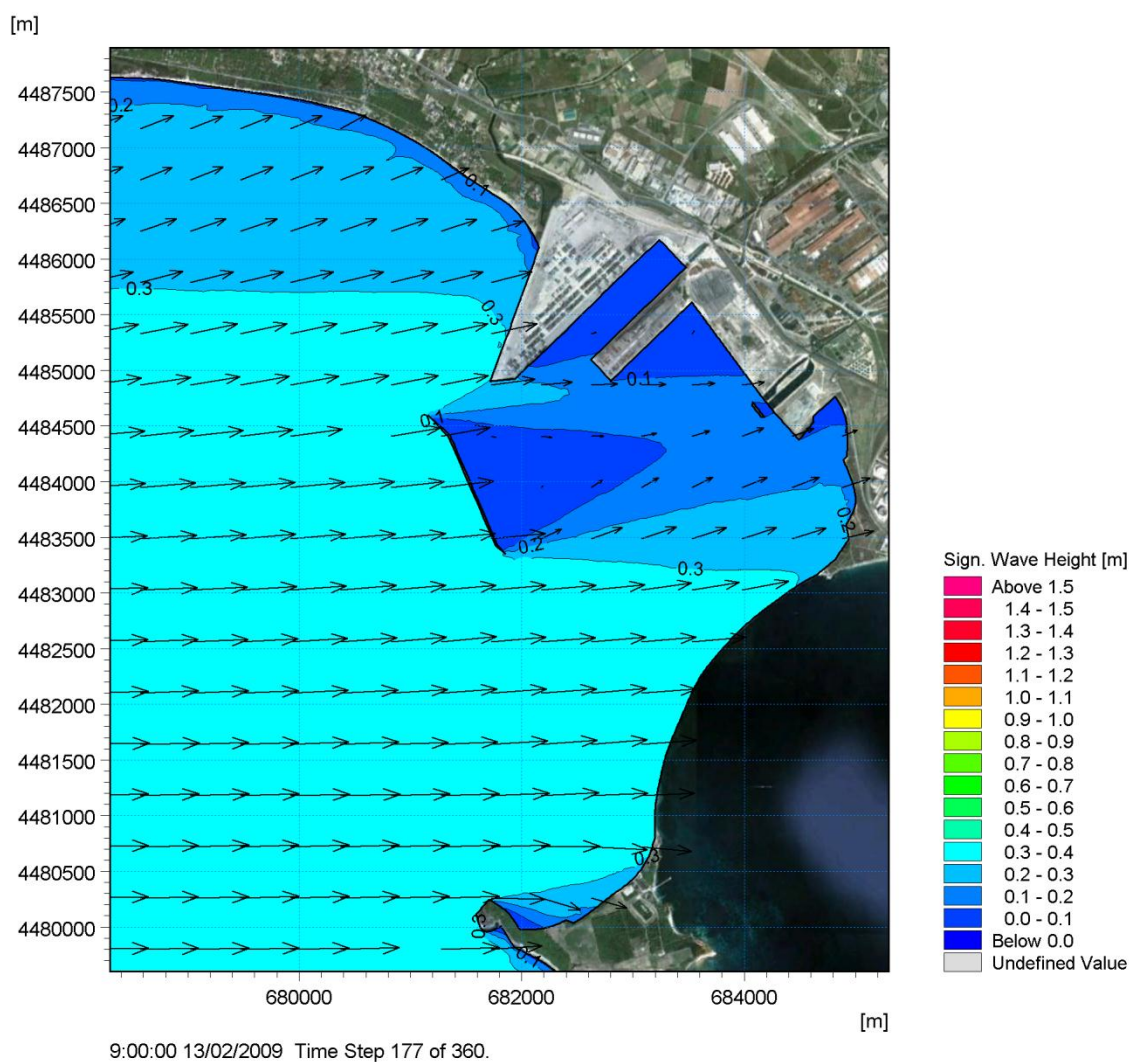 [m]
4487500
4487000
4486500
4486000
4485500
4485000
4484500
4484000
4483500
4483000
4482500
4482000
4481500
4481000
4480500
4480000
0.2
0.1
0.3
0.3
0.1
0.1
0.2
0.2
0.3
0.3
0.3
0.1
680000
682000
684000
[m]
Sign. Wave Height [m]
Above 1.5
1.4 - 1.5
1.3 - 1.4
1.2 - 1.3
1.1 - 1.2
1.0 - 1.1
0.9 - 1.0
0.8 - 0.9
0.7 - 0.8
0.6 - 0.7
0.5 - 0.6
0.4 - 0.5
0.3 - 0.4
0.2 - 0.3
0.1 - 0.2
0.0 - 0.1
Below 0.0
Undefined Value
9:00:00 13/02/2009 Time Step 177 of 360.